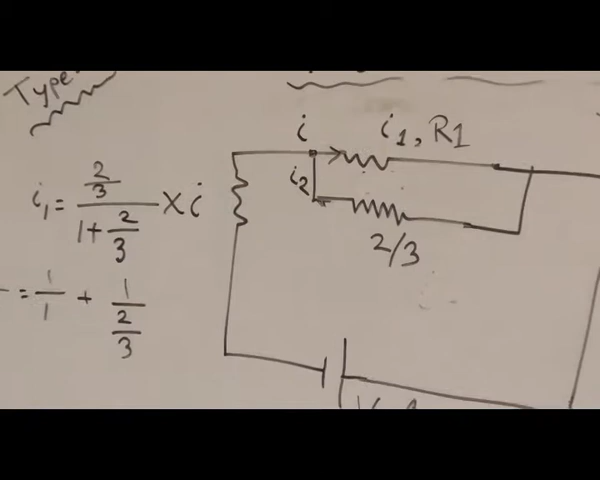 Type
i
i1, R1
i2
2/3
i1 = 2/3 / 1 + 2/3 × i
= 1/1 + 1 / 2/3